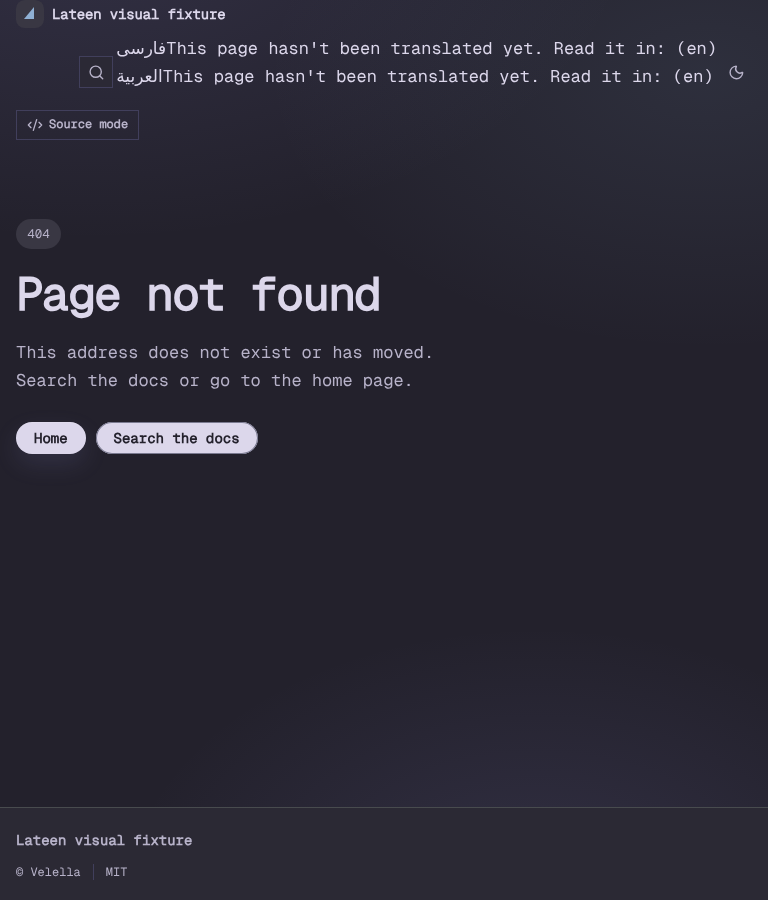 Lateen visual fixture
فارسیThis page hasn't been translated yet. Read it in: (en)
العربيةThis page hasn't been translated yet. Read it in: (en)
Source mode
404
Page not found
This address does not exist or has moved.
Search the docs or go to the home page.
Home
Search the docs
Lateen visual fixture
© Velella
MIT